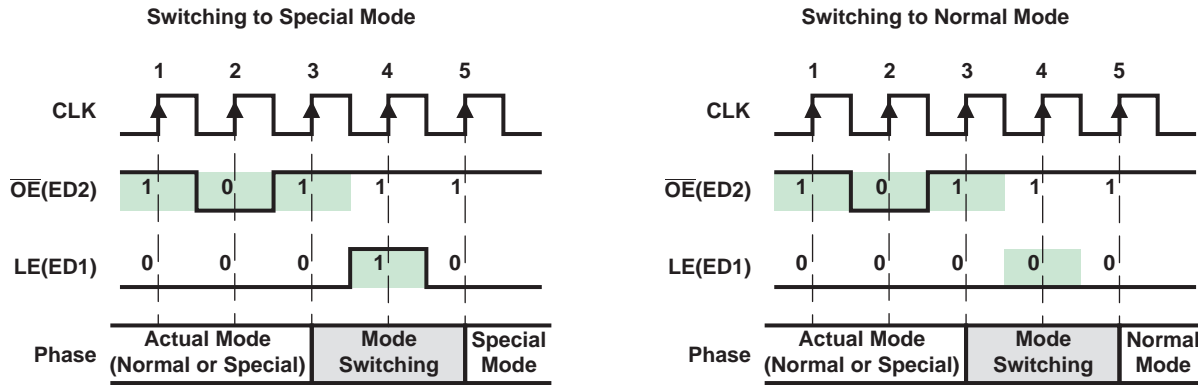 Switching to Special Mode
1 2 3 4 5
CLK
OE(ED2)
1 0 1 1 1
LE(ED1)
0 0 0 1 0
Phase
Actual Mode
(Normal or Special)
Mode
Switching
Special
Mode
Switching to Normal Mode
1 2 3 4 5
CLK
OE(ED2)
1 0 1 1 1
LE(ED1)
0 0 0 0 0
Phase
Actual Mode
(Normal or Special)
Mode
Switching
Normal
Mode